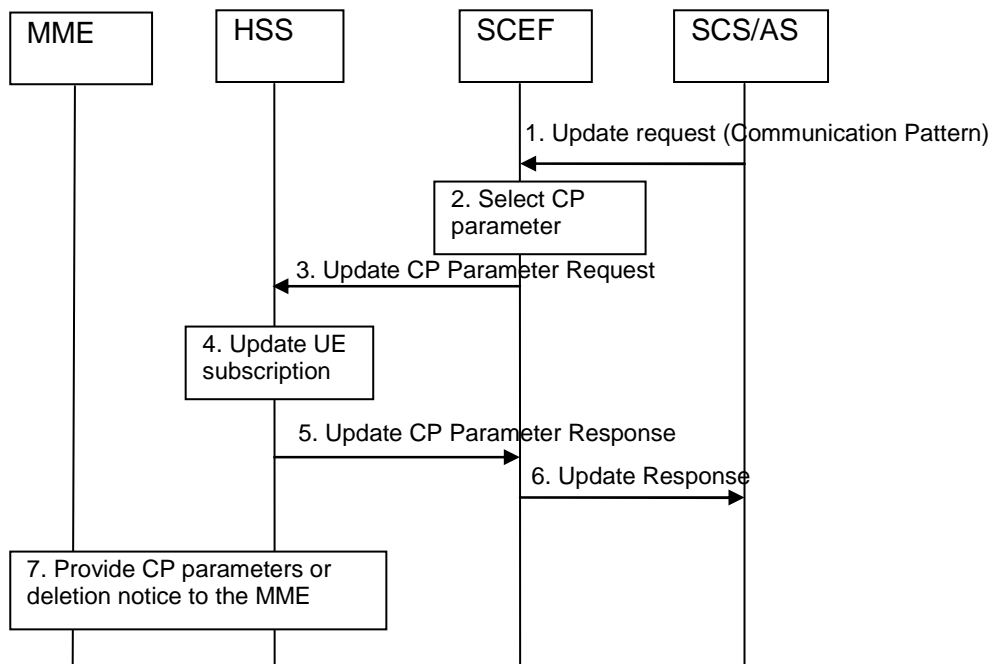 MME
HSS
SCEF
SCS/AS
1. Update request (Communication Pattern)
2. Select CP
parameter
3. Update CP Parameter Request
4. Update UE
subscription
5. Update CP Parameter Response
6. Update Response
7. Provide CP parameters or
deletion notice to the MME